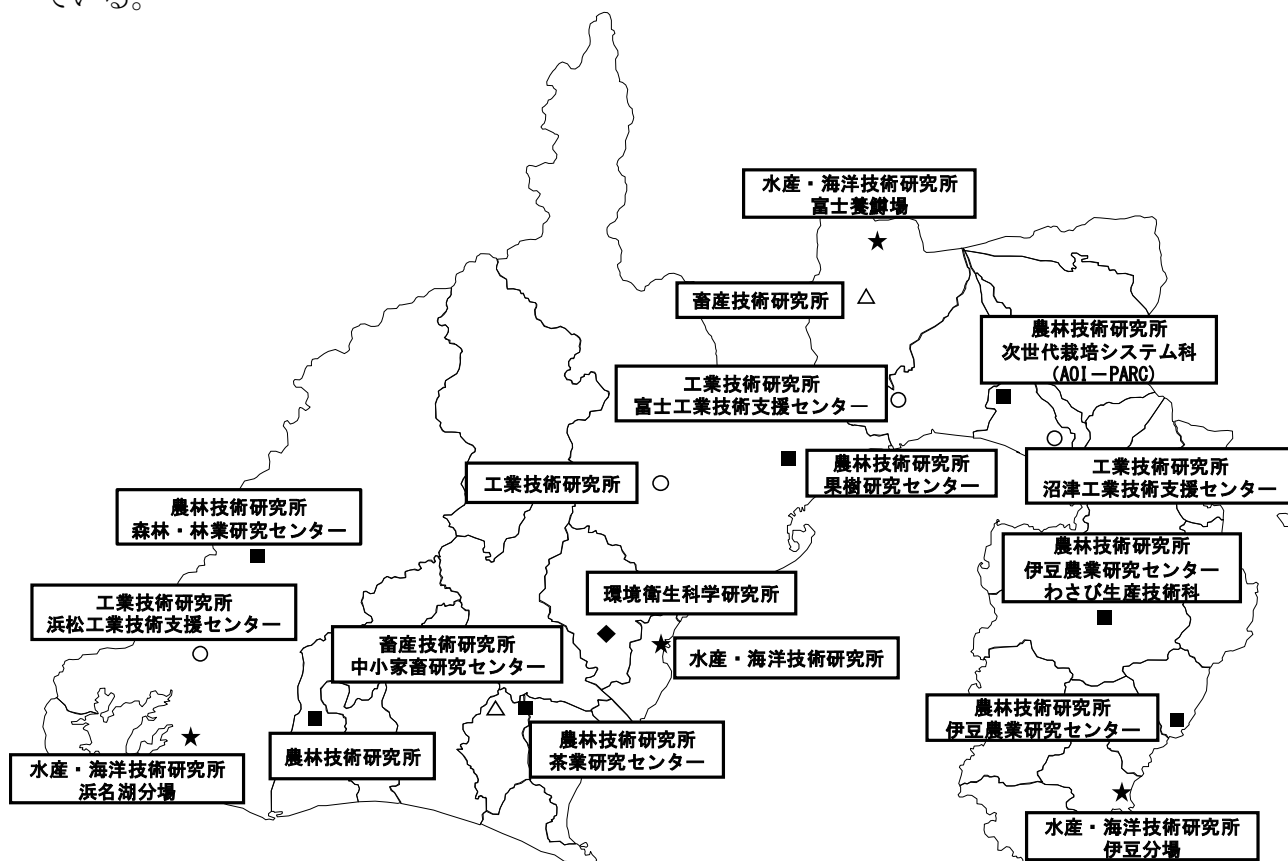 ている。
水産・海洋技術研究所
富士養鱒場
畜産技術研究所
農林技術研究所
次世代栽培システム科
(AOI－PARC)
工業技術研究所
富士工業技術支援センター
農林技術研究所
果樹研究センター
工業技術研究所
工業技術研究所
沼津工業技術支援センター
農林技術研究所
森林・林業研究センター
農林技術研究所
伊豆農業研究センター
わさび生産技術科
環境衛生科学研究所
工業技術研究所
浜松工業技術支援センター
畜産技術研究所
中小家畜研究センター
水産・海洋技術研究所
農林技術研究所
伊豆農業研究センター
農林技術研究所
農林技術研究所
茶業研究センター
水産・海洋技術研究所
浜名湖分場
水産・海洋技術研究所
伊豆分場